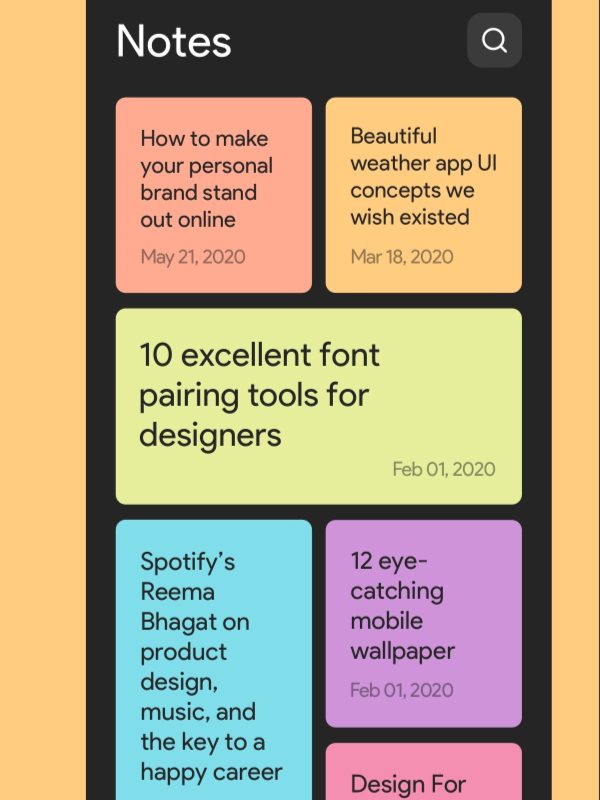 Notes
How to make
your personal
brand stand
out online
May 21, 2020
Beautiful
weather app UI
concepts we
wish existed
Mar 18, 2020
10 excellent font
pairing tools for
designers
Feb 01, 2020
Spotify’s
Reema
Bhagat on
product
design,
music, and
the key to a
happy career
12 eye-
catching
mobile
wallpaper
Feb 01, 2020
Design For